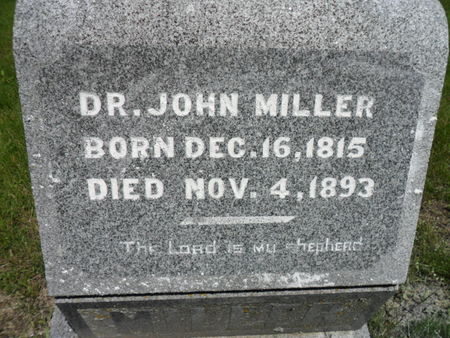 DR. JOHN MILLER
BORN DEC. 16, 1815
DIED NOV. 4, 1893
The Lord is my shepherd